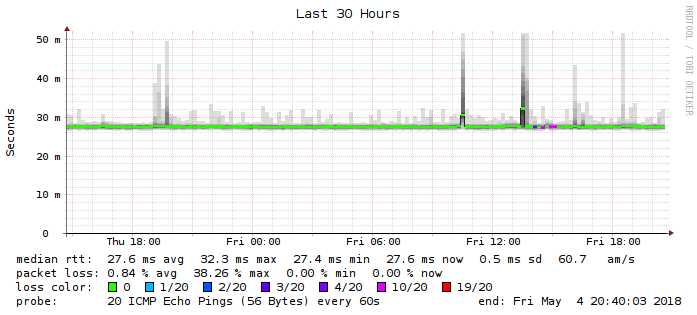 Last 30 Hours
RRDTOOL / TOBI OETIKER
Seconds
50 m
40 m
30 m
20 m
10 m
0
Thu 18:00 Fri 00:00 Fri 06:00 Fri 12:00 Fri 18:00
median rtt: 27.6 ms avg 32.3 ms max 27.4 ms min 27.6 ms now 0.5 ms sd 60.7 am/s
packet loss: 0.84 % avg 38.26 % max 0.00 % min 0.00 % now
loss color: 0 1/20 2/20 3/20 4/20 10/20 19/20
probe: 20 ICMP Echo Pings (56 Bytes) every 60s end: Fri May 4 20:40:03 2018